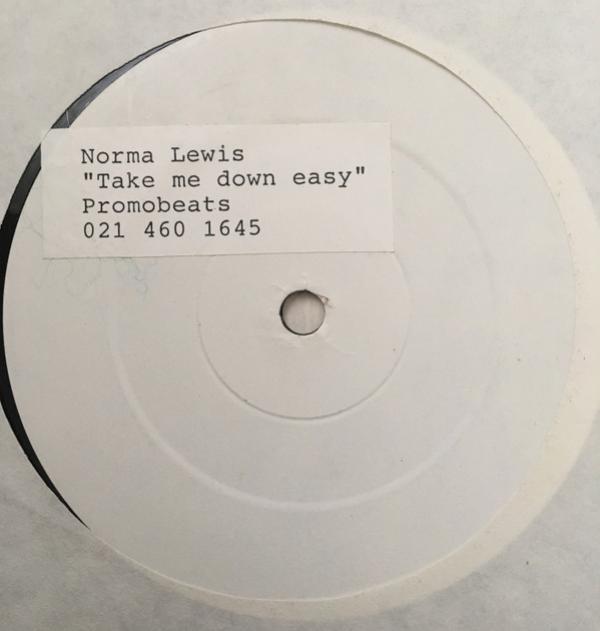 Norma Lewis
"Take me down easy"
Promobeats
021 460 1645